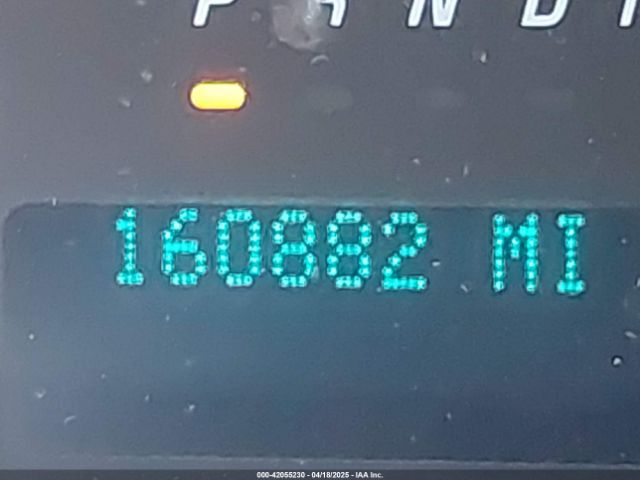 P R N D
160882 MI
000-42055230 - 04/18/2025 - IAA Inc.